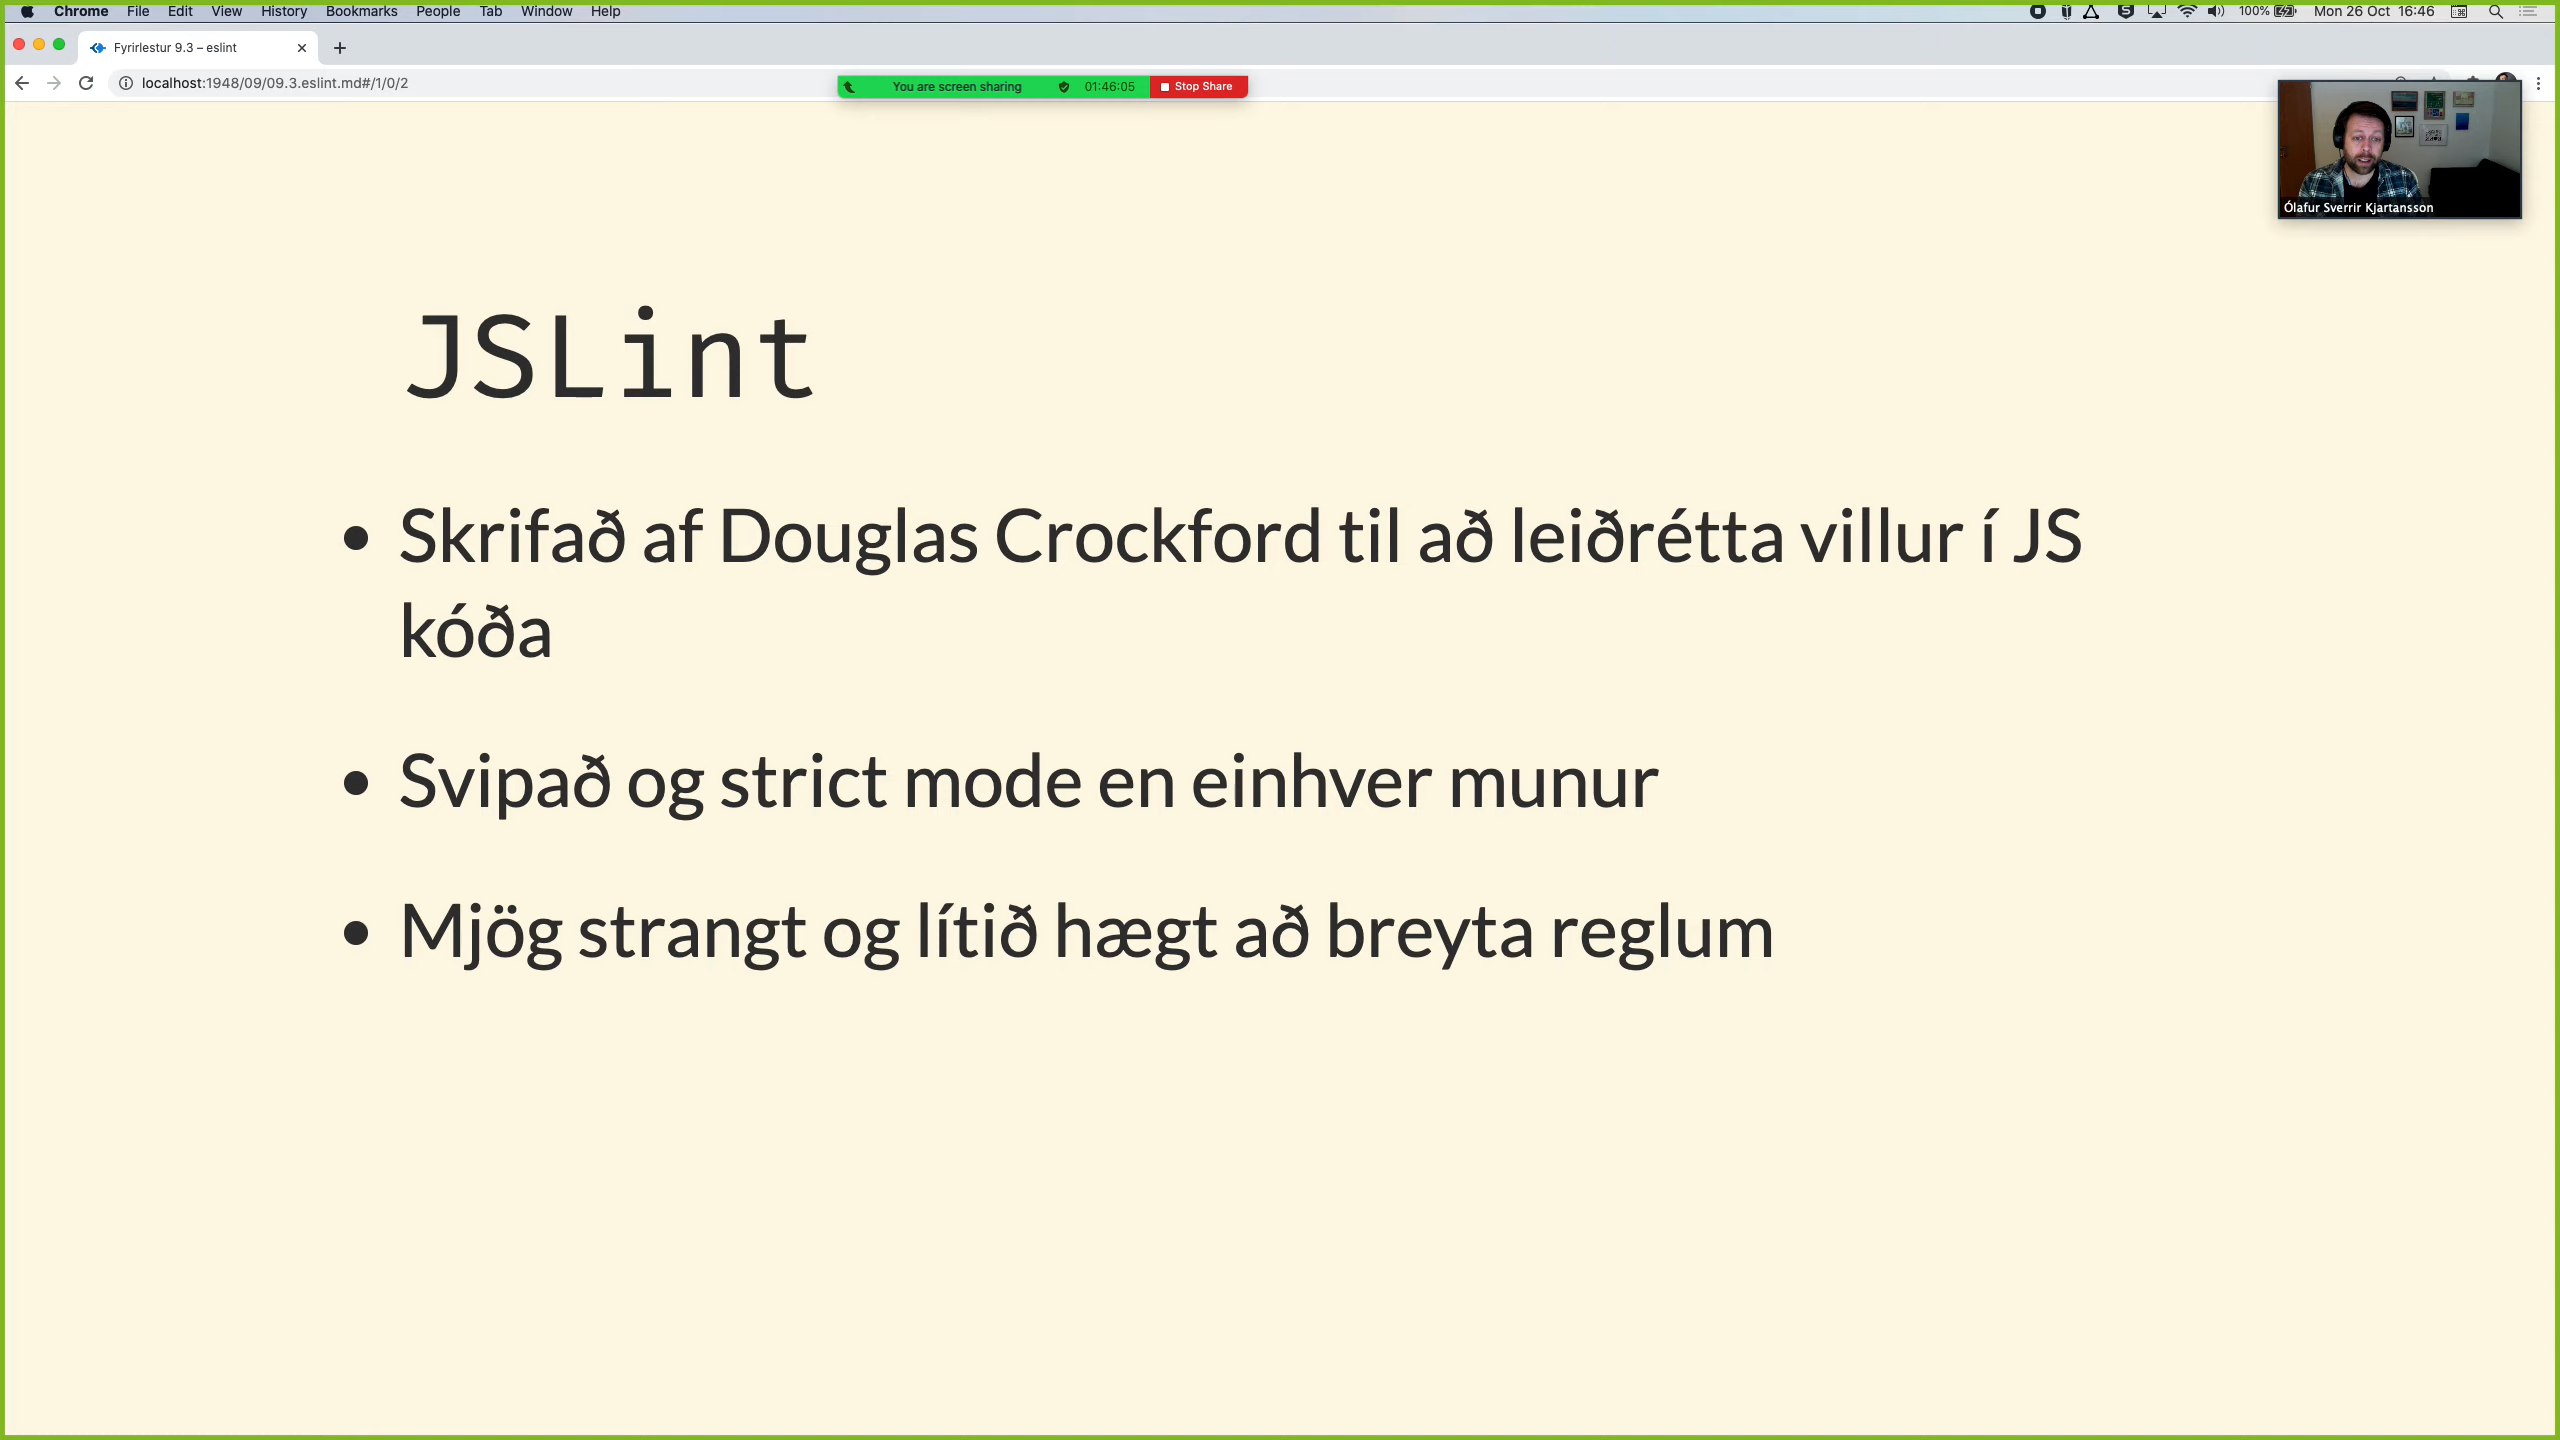 Chrome File Edit View History Bookmarks People Tab Window Help
100% Mon 26 Oct 16:46
Fyrirlestur 9.3 – eslint
localhost:1948/09/09.3.eslint.md#/1/0/2
You are screen sharing 01:46:05 Stop Share
Ólafur Sverrir Kjartansson
JSLint
• Skrifað af Douglas Crockford til að leiðrétta villur í JS
kóða
• Svipað og strict mode en einhver munur
• Mjög strangt og lítið hægt að breyta reglum